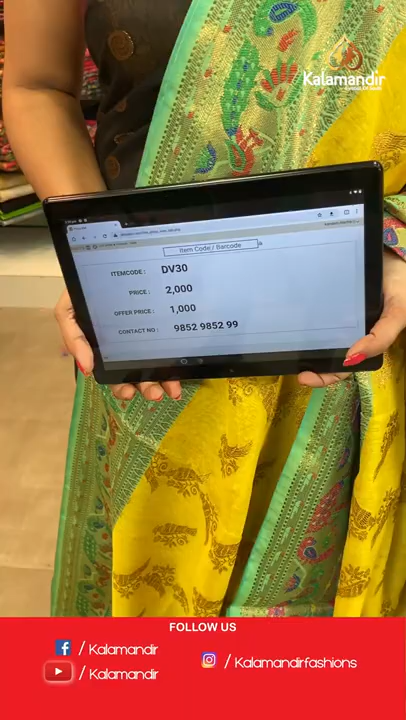 Kalamandir
Item Code / Barcode
ITEMCODE : DV30
PRICE : 2,000
OFFER PRICE : 1,000
CONTACT NO : 9852 9852 99
FOLLOW US
/ Kalamandir
/ Kalamandir
/ Kalamandirfashions